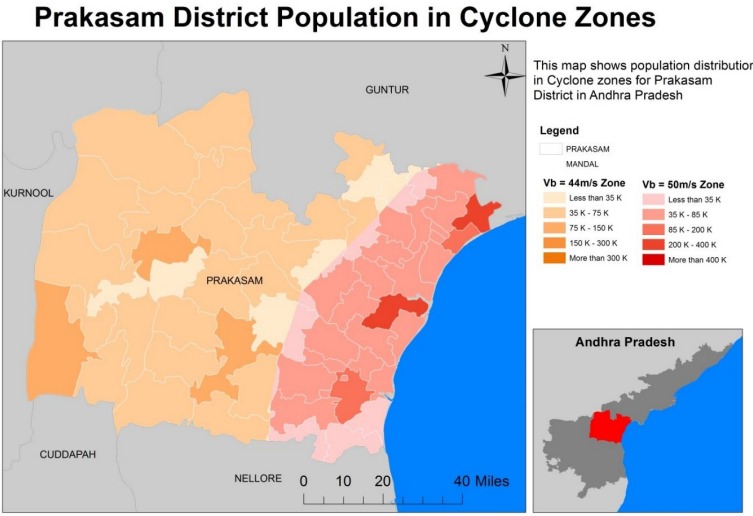 Prakasam District Population in Cyclone Zones
N
GUNTUR
KURNOOL
PRAKASAM
CUDDAPAH
NELLORE
0 10 20 40 Miles
This map shows population distribution
in Cyclone zones for Prakasam
District in Andhra Pradesh
Legend
PRAKASAM
MANDAL
Vb = 44m/s Zone
Less than 35 K
35 K - 75 K
75 K - 150 K
150 K - 300 K
More than 300 K
Vb = 50m/s Zone
Less than 35 K
35 K - 85 K
85 K - 200 K
200 K - 400 K
More than 400 K
Andhra Pradesh